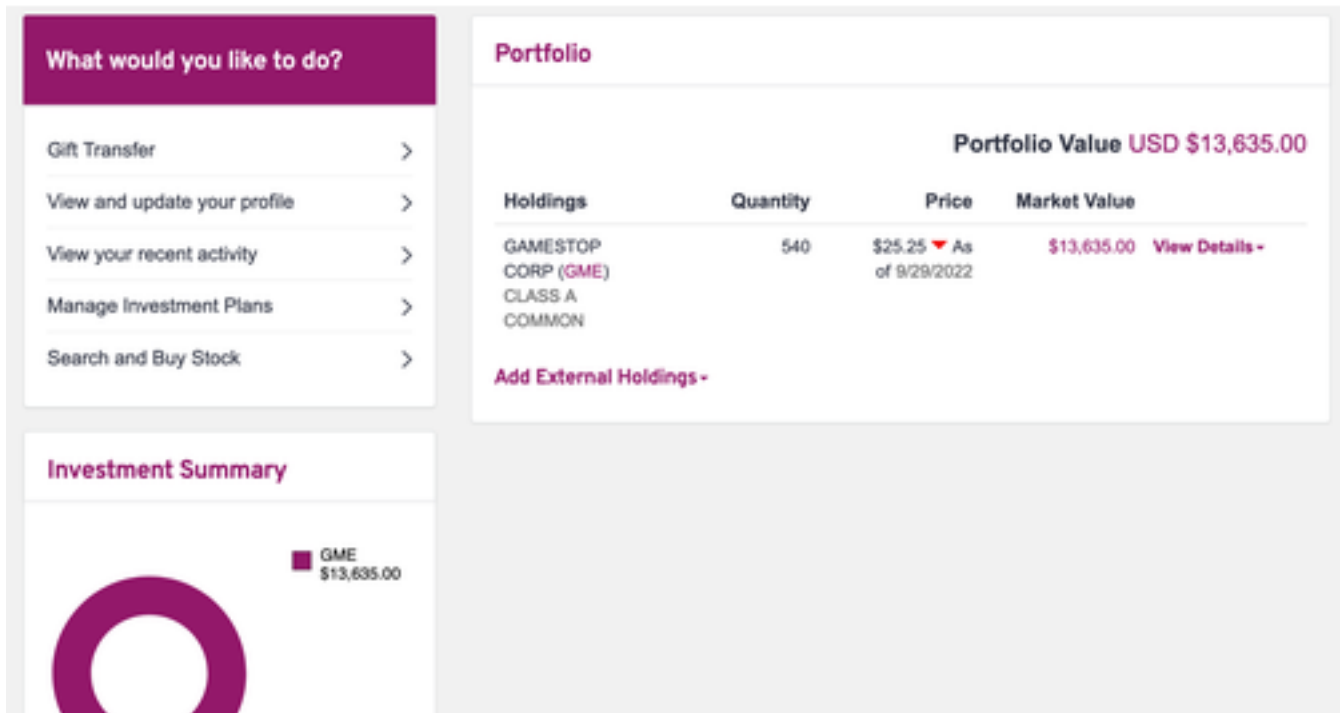 What would you like to do?
Gift Transfer
View and update your profile
View your recent activity
Manage Investment Plans
Search and Buy Stock
Portfolio
Portfolio Value USD $13,635.00
Holdings Quantity Price Market Value
GAMESTOP 540 $25.25 As $13,635.00 View Details
CORP (GME) of 9/29/2022
CLASS A
COMMON
Add External Holdings
Investment Summary
GME
$13,635.00